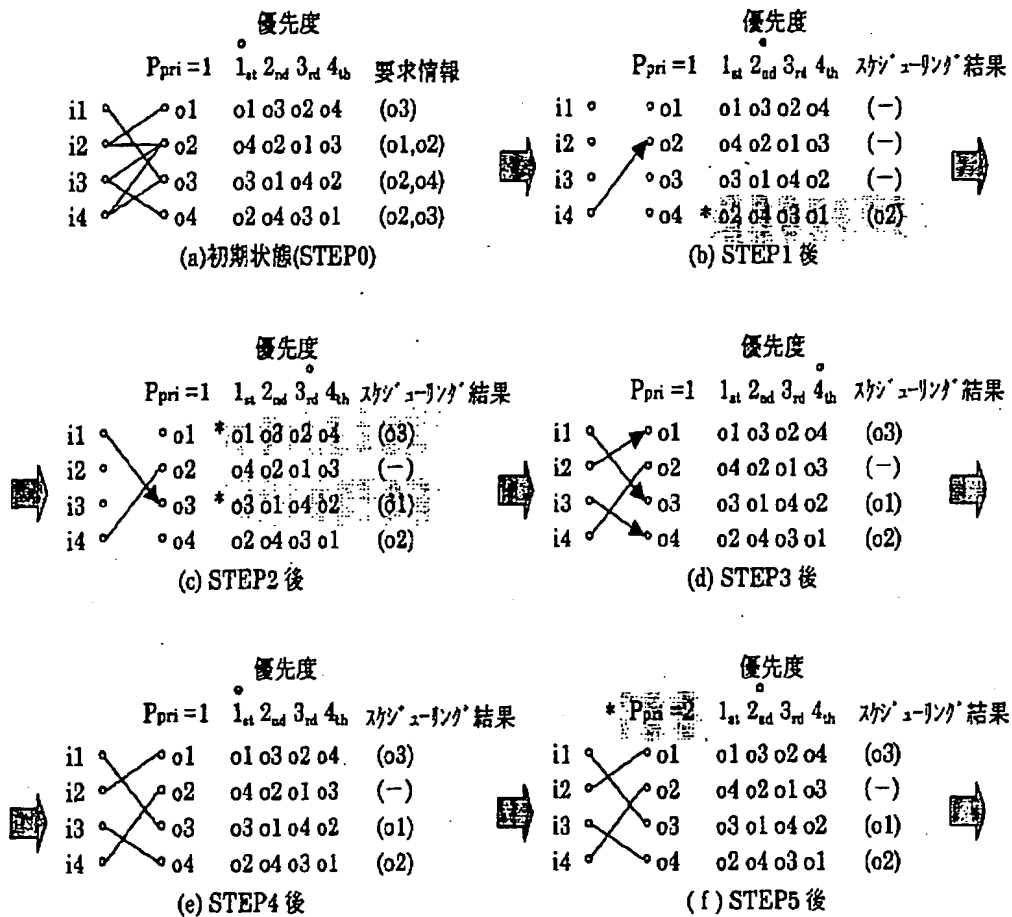 優先度
Ppri=1 1st 2nd 3rd 4th 要求情報
i1 o1 o1 o3 o2 o4 (o3)
i2 o2 o4 o2 o1 o3 (o1,o2)
i3 o3 o3 o1 o4 o2 (o2,o4)
i4 o4 o2 o4 o3 o1 (o2,o3)
(a)初期状態(STEP0)
優先度
Ppri=1 1st 2nd 3rd 4th スケジューリング結果
i1 o1 o1 o3 o2 o4 (−)
i2 o2 o4 o2 o1 o3 (−)
i3 o3 o3 o1 o4 o2 (−)
i4 o4 *o2 o4 o3 o1 (o2)
(b) STEP1 後
優先度
Ppri=1 1st 2nd 3rd 4th スケジューリング結果
i1 o1 *o1 o3 o2 o4 (o3)
i2 o2 o4 o2 o1 o3 (−)
i3 o3 *o3 o1 o4 o2 (o1)
i4 o4 o2 o4 o3 o1 (o2)
(c) STEP2 後
優先度
Ppri=1 1st 2nd 3rd 4th スケジューリング結果
i1 o1 o1 o3 o2 o4 (o3)
i2 o2 o4 o2 o1 o3 (−)
i3 o3 o3 o1 o4 o2 (o1)
i4 o4 o2 o4 o3 o1 (o2)
(d) STEP3 後
優先度
Ppri=1 1st 2nd 3rd 4th スケジューリング結果
i1 o1 o1 o3 o2 o4 (o3)
i2 o2 o4 o2 o1 o3 (−)
i3 o3 o3 o1 o4 o2 (o1)
i4 o4 o2 o4 o3 o1 (o2)
(e) STEP4 後
優先度
* Ppri=2 1st 2nd 3rd 4th スケジューリング結果
i1 o1 o1 o3 o2 o4 (o3)
i2 o2 o4 o2 o1 o3 (−)
i3 o3 o3 o1 o4 o2 (o1)
i4 o4 o2 o4 o3 o1 (o2)
(f) STEP5 後